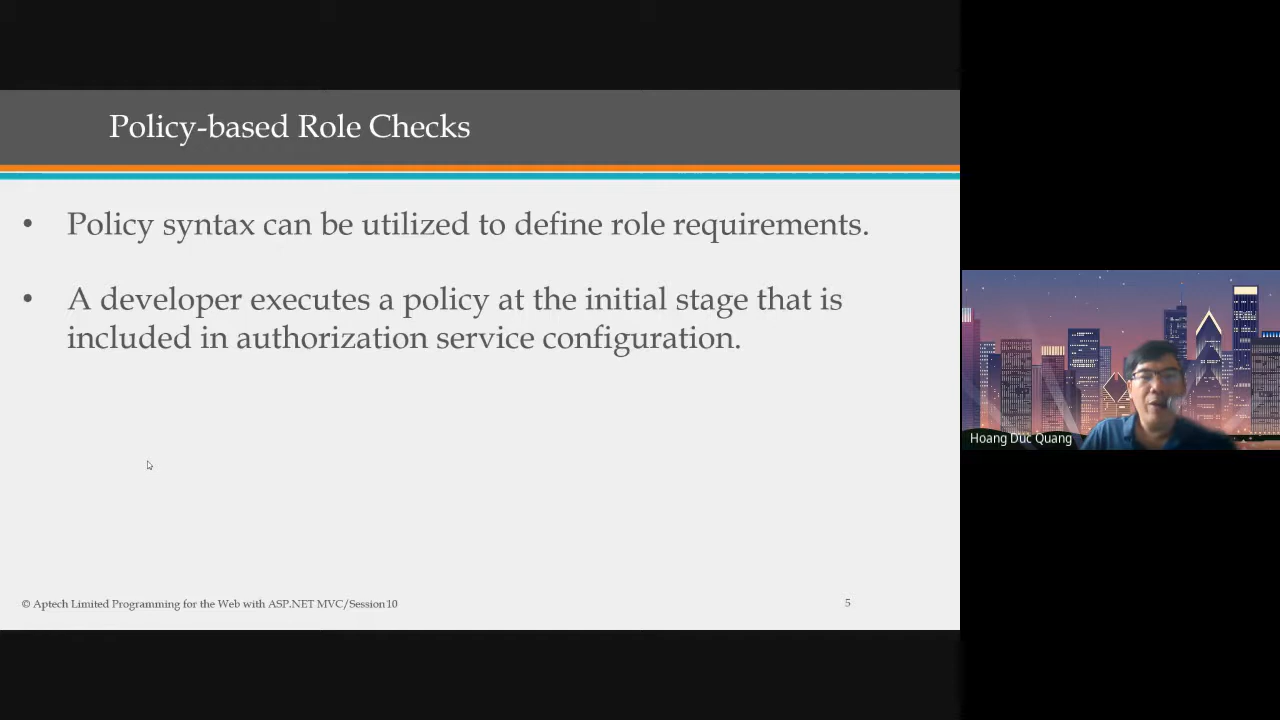 Policy-based Role Checks
• Policy syntax can be utilized to define role requirements.
• A developer executes a policy at the initial stage that is
included in authorization service configuration.
Hoang Duc Quang
© Aptech Limited Programming for the Web with ASP.NET MVC/Session10
5